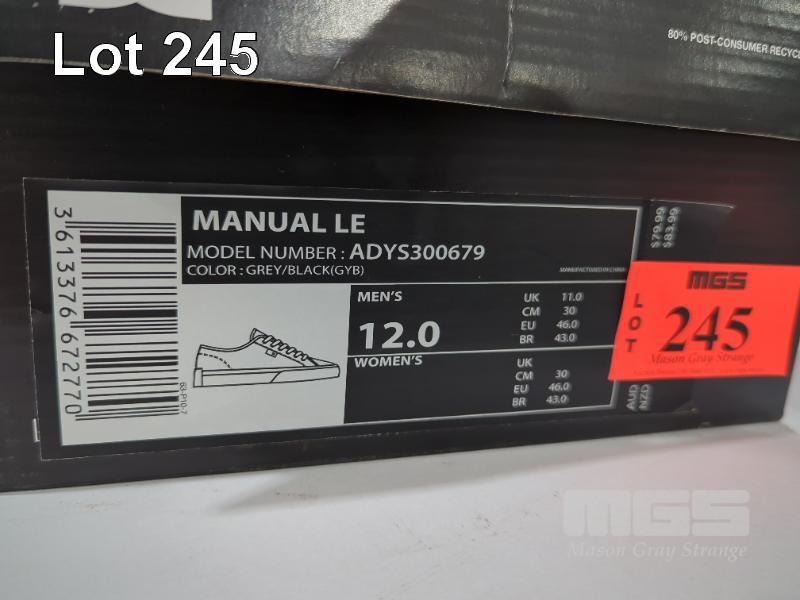 Lot 245
80% POST-CONSUMER RECYC
3 613376 672770
63-P10-7
MANUAL LE
MODEL NUMBER : ADYS300679
COLOR : GREY/BLACK(GYB)
MANUFACTURED IN CHINA
MEN'S
12.0
UK 11.0
CM 30
EU 46.0
BR 43.0
WOMEN'S
UK
CM 30
EU 46.0
BR 43.0
$79.99
$83.99
AUD
NZD
MGS
LOT
245
Mason Gray Strange
MGS
Mason Gray Strange